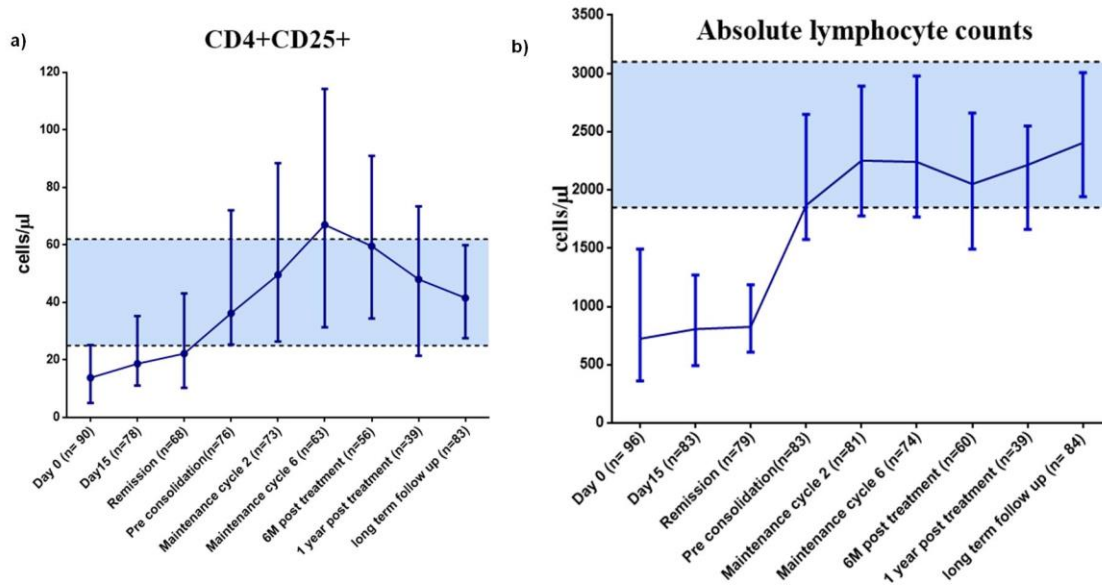 a)
CD4+CD25+
120
100
80
60
40
20
0
cells/µl
Day 0 (n= 90)
Day15 (n=78)
Remission (n=68)
Pre consolidation(n=76)
Maintenance cycle 2 (n=73)
Maintenance cycle 6 (n=63)
6M post treatment (n=56)
1 year post treatment (n=39)
long term follow up (n=83)
b)
Absolute lymphocyte counts
3500
3000
2500
2000
1500
1000
500
0
cells/µl
Day 0 (n= 96)
Day15 (n=83)
Remission (n=79)
Pre consolidation(n=83)
Maintenance cycle 2 (n=81)
Maintenance cycle 6 (n=74)
6M post treatment (n=60)
1 year post treatment (n=39)
long term follow up (n= 84)